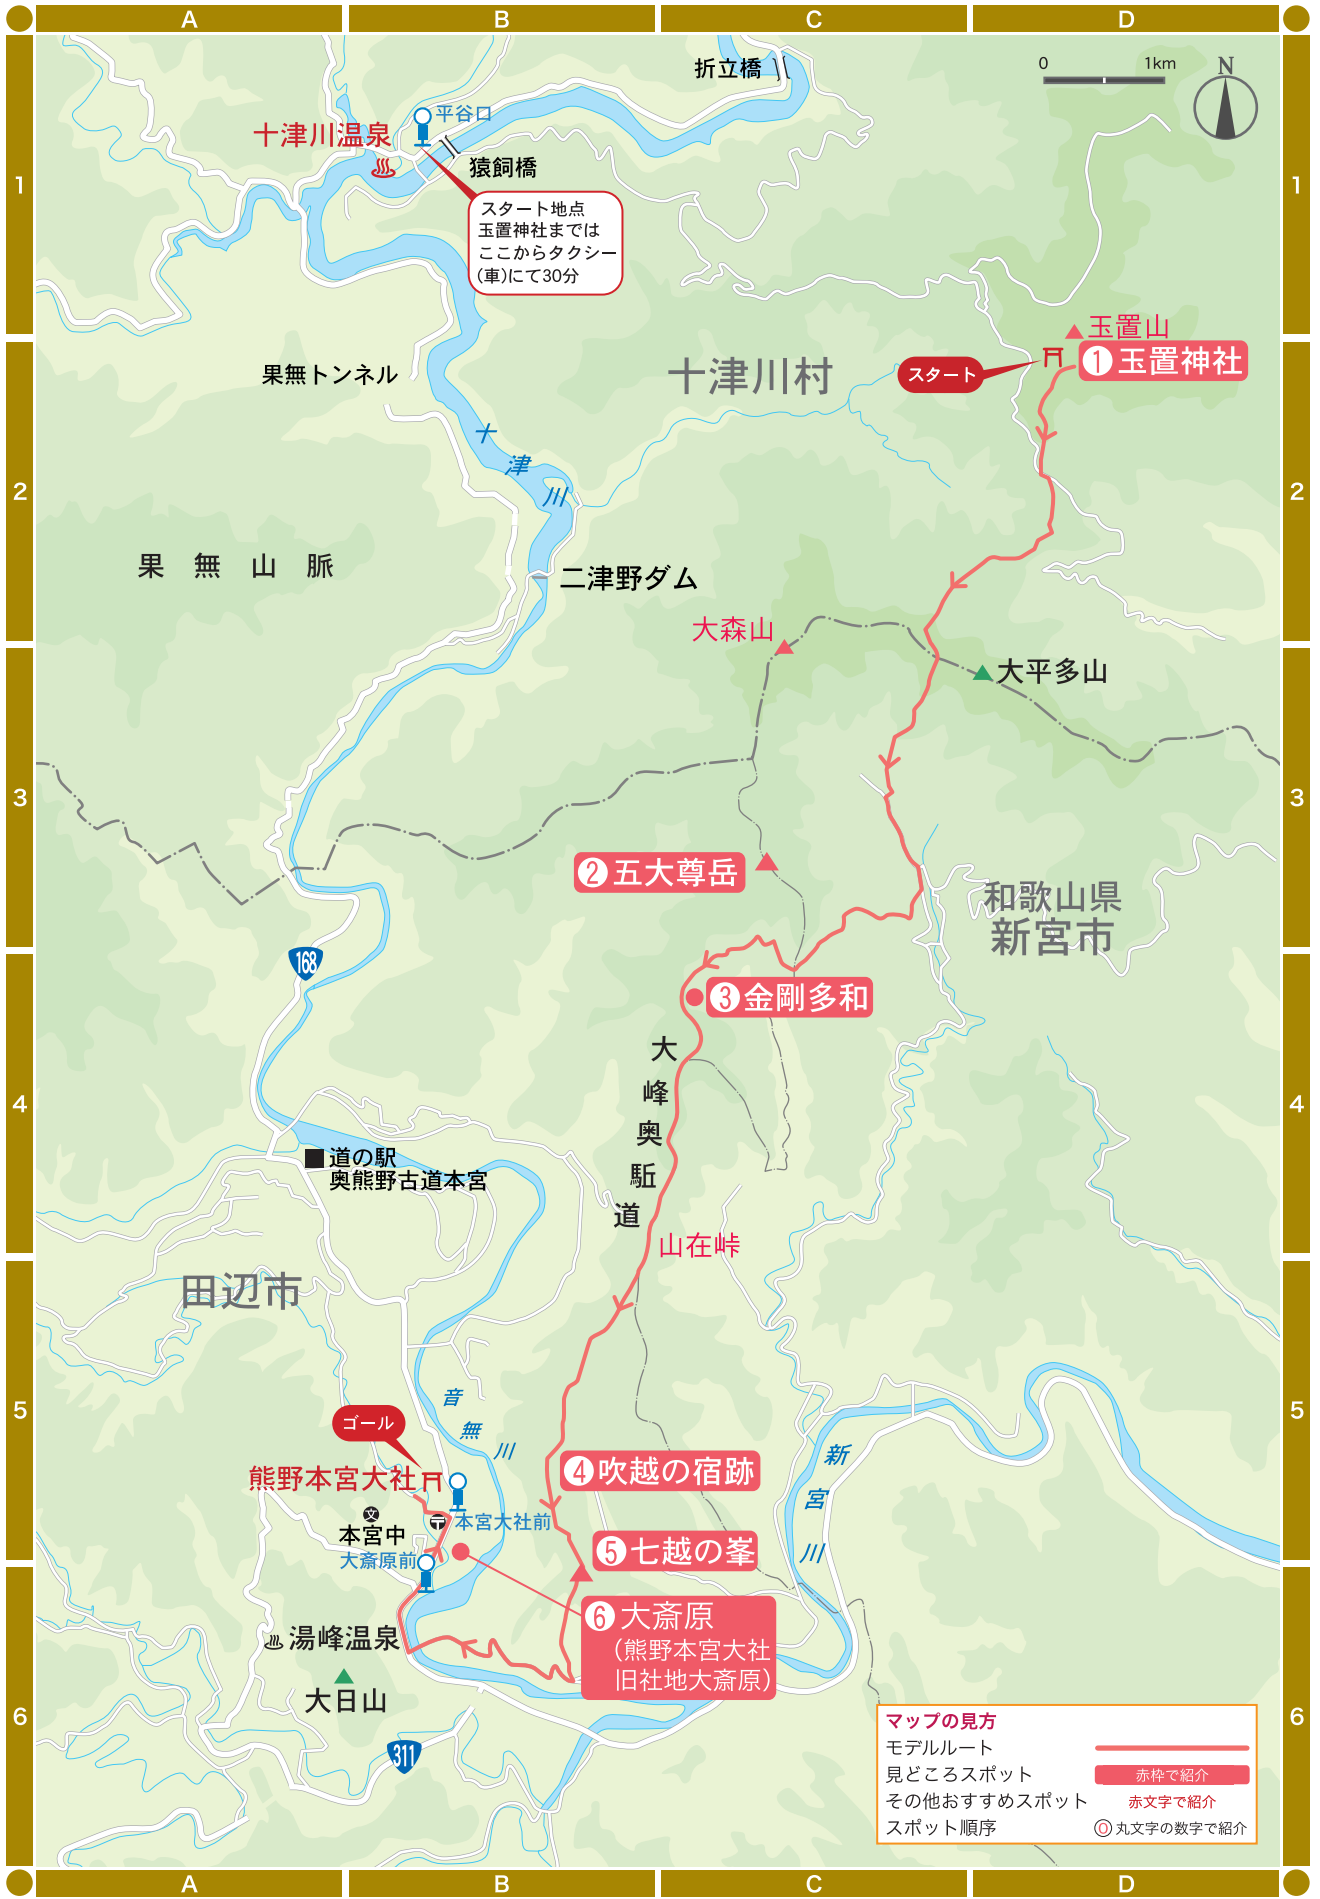 A
B
C
D
折立橋
0
1km
N
平谷口
十津川温泉
猿飼橋
1
1
スタート地点
玉置神社までは
ここからタクシー
(車)にて30分
玉置山
①玉置神社
スタート
果無トンネル
十津川村
十津川
2
2
果無山脈
二津野ダム
大森山
大平多山
3
3
②五大尊岳
和歌山県
新宮市
168
③金剛多和
大峰奥駈道
4
4
道の駅
奥熊野古道本宮
山在峠
田辺市
音無川
5
5
ゴール
新宮川
熊野本宮大社
④吹越の宿跡
文
本宮中
本宮大社前
大斎原前
⑤七越の峯
⑥大斎原
(熊野本宮大社
旧社地大斎原)
湯峰温泉
大日山
6
6
311
マップの見方
モデルルート
見どころスポット
赤枠で紹介
その他おすすめスポット
赤文字で紹介
スポット順序
⓪丸文字の数字で紹介
A
B
C
D